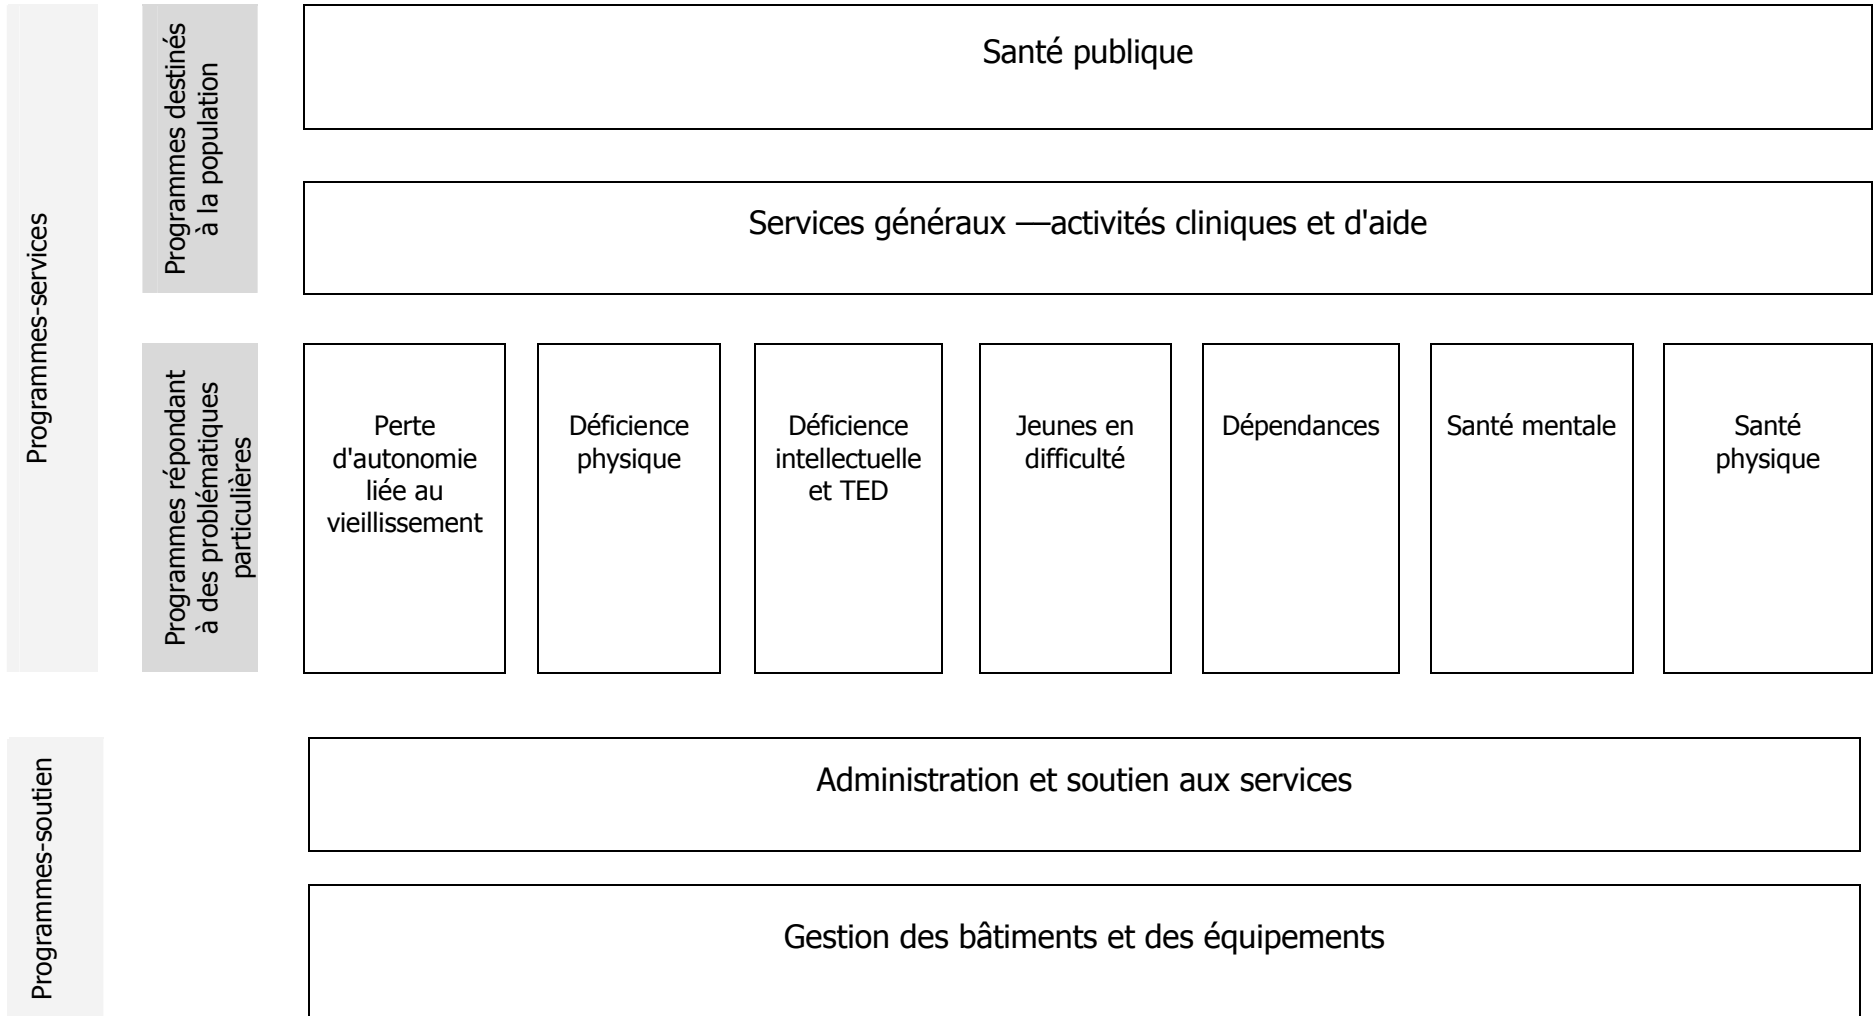 Programmes-services
Programmes destinés
à la population
Santé publique
Services généraux —activités cliniques et d'aide
Programmes répondant
à des problématiques
particulières
Perte
d'autonomie
liée au
vieillissement
Déficience
physique
Déficience
intellectuelle
et TED
Jeunes en
difficulté
Dépendances
Santé mentale
Santé
physique
Programmes-soutien
Administration et soutien aux services
Gestion des bâtiments et des équipements